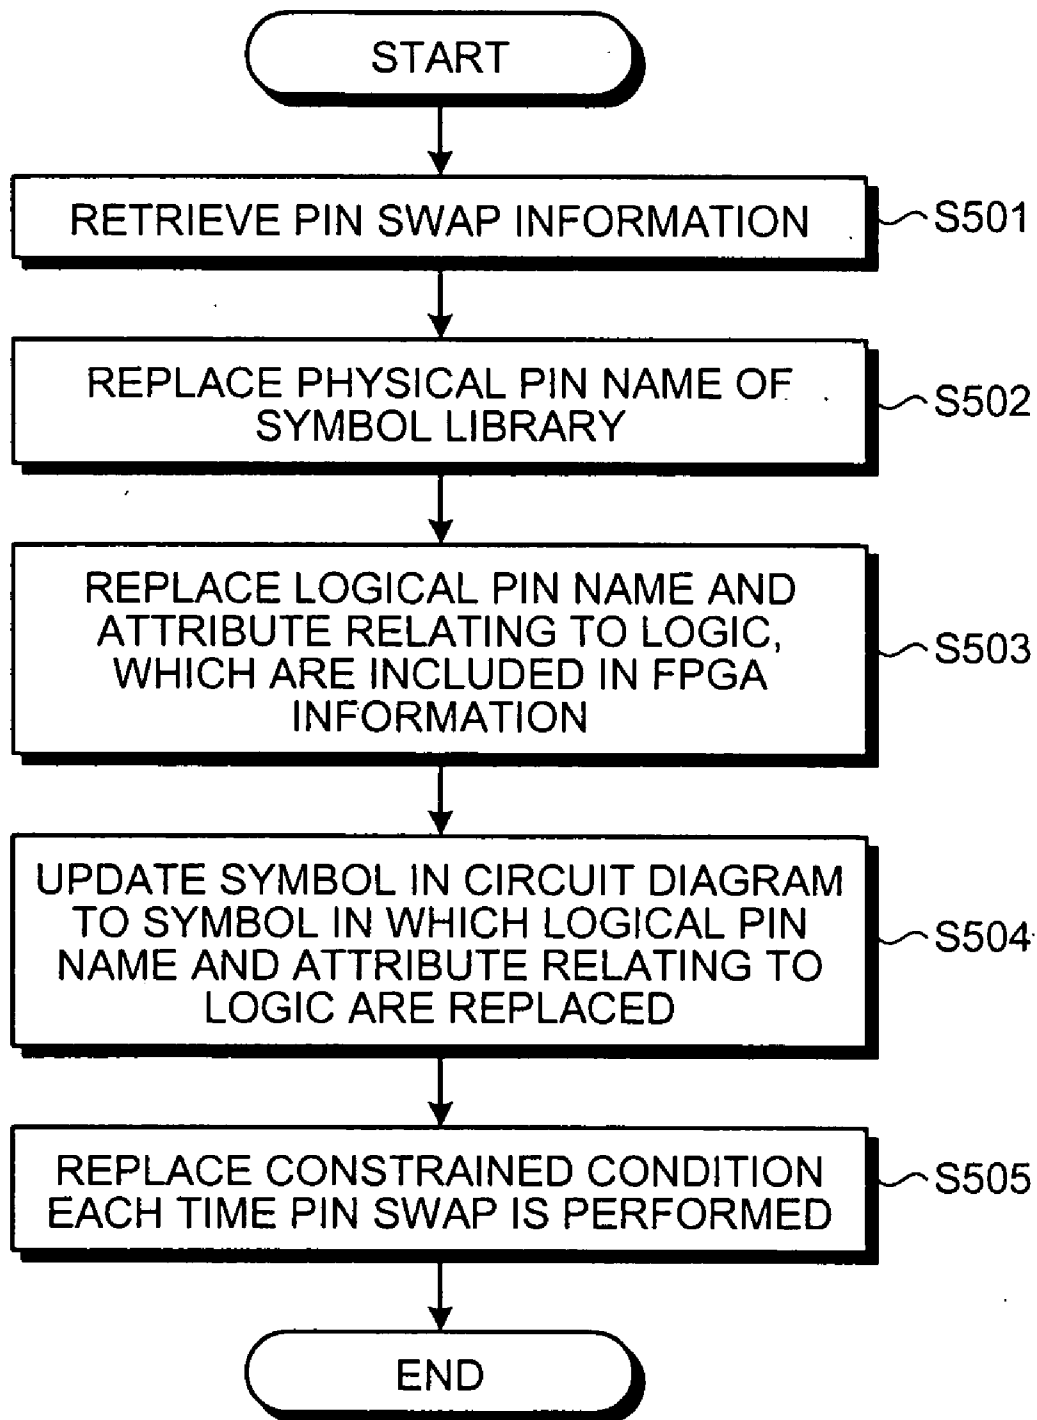 START
RETRIEVE PIN SWAP INFORMATION
S501
REPLACE PHYSICAL PIN NAME OF
SYMBOL LIBRARY
S502
REPLACE LOGICAL PIN NAME AND
ATTRIBUTE RELATING TO LOGIC,
WHICH ARE INCLUDED IN FPGA
INFORMATION
S503
UPDATE SYMBOL IN CIRCUIT DIAGRAM
TO SYMBOL IN WHICH LOGICAL PIN
NAME AND ATTRIBUTE RELATING TO
LOGIC ARE REPLACED
S504
REPLACE CONSTRAINED CONDITION
EACH TIME PIN SWAP IS PERFORMED
S505
END